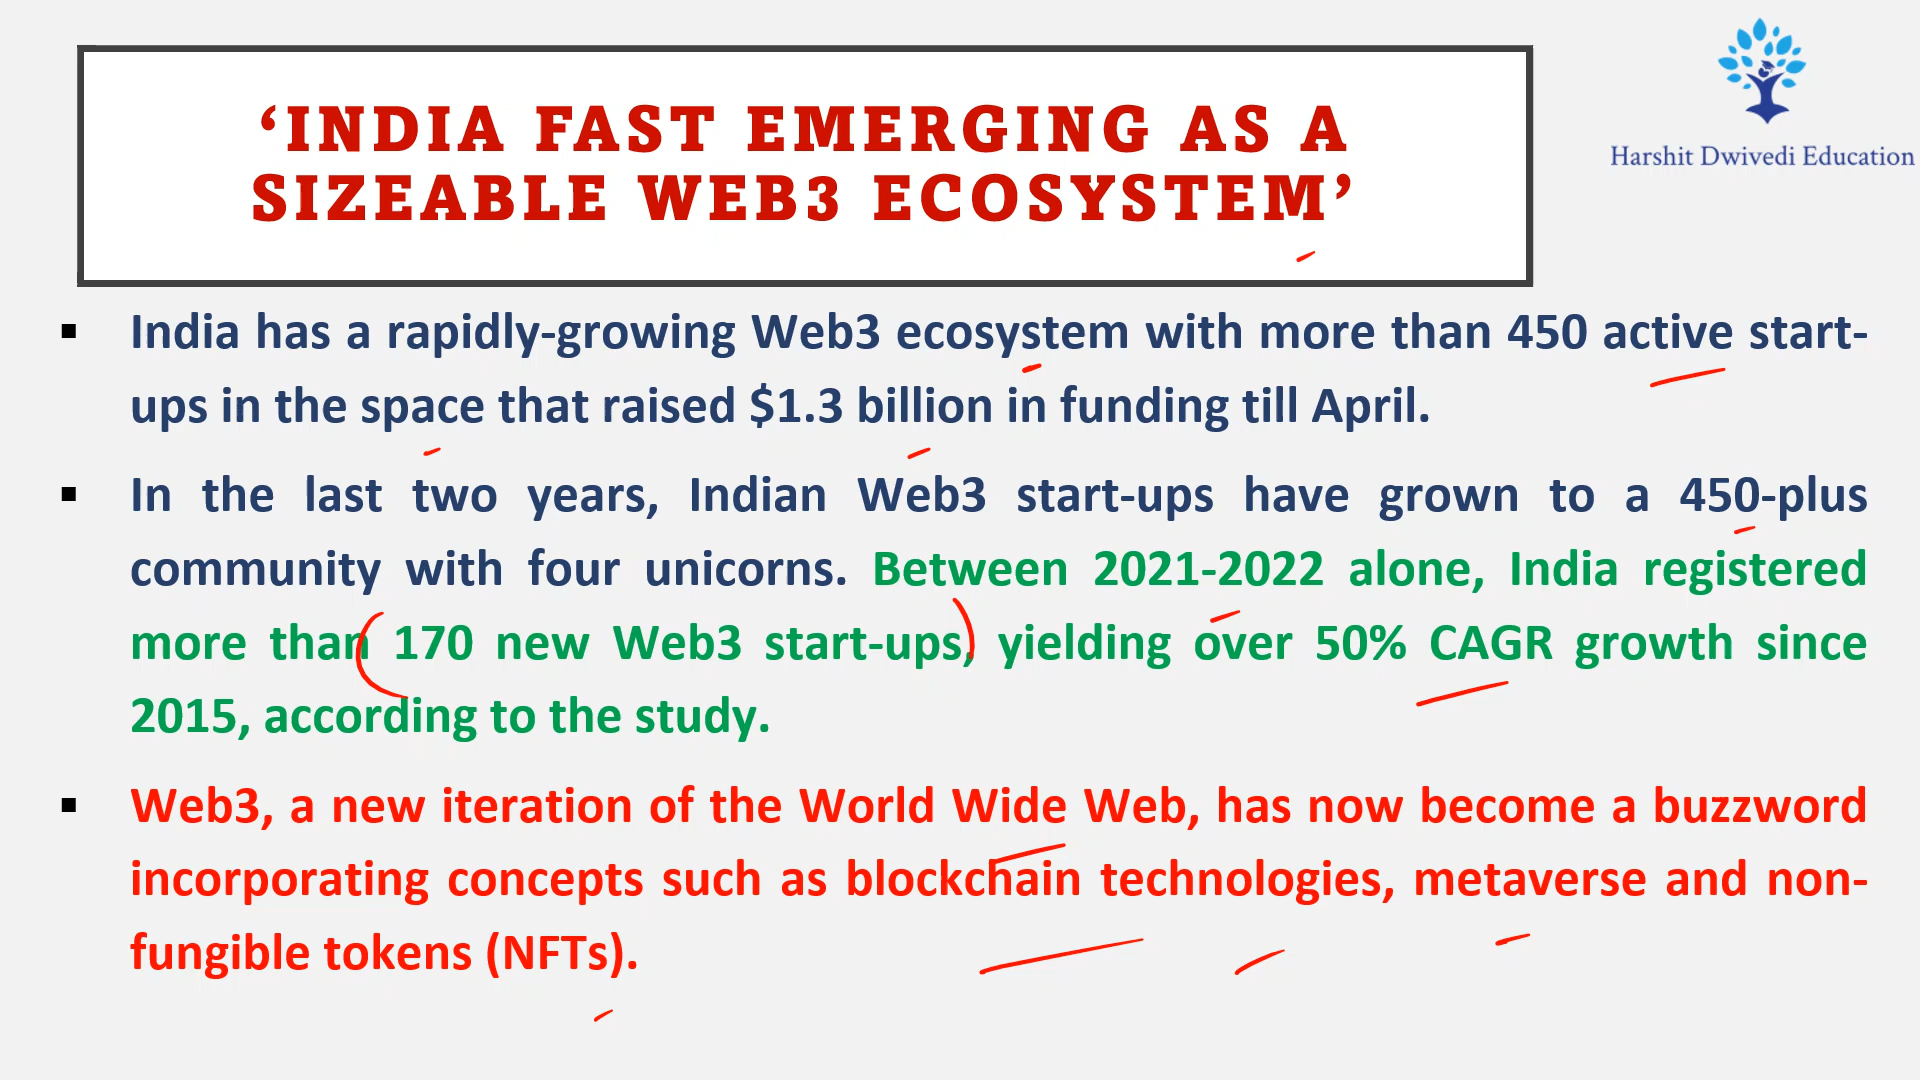 ‘INDIA FAST EMERGING AS A
SIZEABLE WEB3 ECOSYSTEM’
Harshit Dwivedi Education
▪ India has a rapidly-growing Web3 ecosystem with more than 450 active start-
ups in the space that raised $1.3 billion in funding till April.
▪ In the last two years, Indian Web3 start-ups have grown to a 450-plus
community with four unicorns. Between 2021-2022 alone, India registered
more than 170 new Web3 start-ups, yielding over 50% CAGR growth since
2015, according to the study.
▪ Web3, a new iteration of the World Wide Web, has now become a buzzword
incorporating concepts such as blockchain technologies, metaverse and non-
fungible tokens (NFTs).